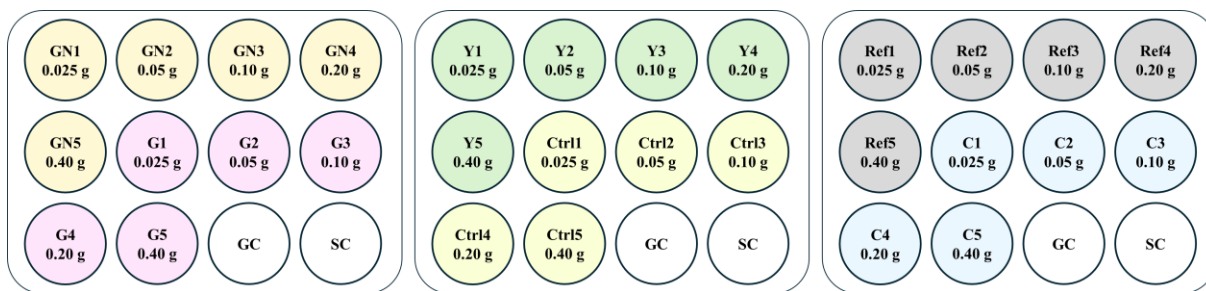 GN1
0.025 g
GN2
0.05 g
GN3
0.10 g
GN4
0.20 g
GN5
0.40 g
G1
0.025 g
G2
0.05 g
G3
0.10 g
G4
0.20 g
G5
0.40 g
GC
SC
Y1
0.025 g
Y2
0.05 g
Y3
0.10 g
Y4
0.20 g
Y5
0.40 g
Ctrl1
0.025 g
Ctrl2
0.05 g
Ctrl3
0.10 g
Ctrl4
0.20 g
Ctrl5
0.40 g
GC
SC
Ref1
0.025 g
Ref2
0.05 g
Ref3
0.10 g
Ref4
0.20 g
Ref5
0.40 g
C1
0.025 g
C2
0.05 g
C3
0.10 g
C4
0.20 g
C5
0.40 g
GC
SC